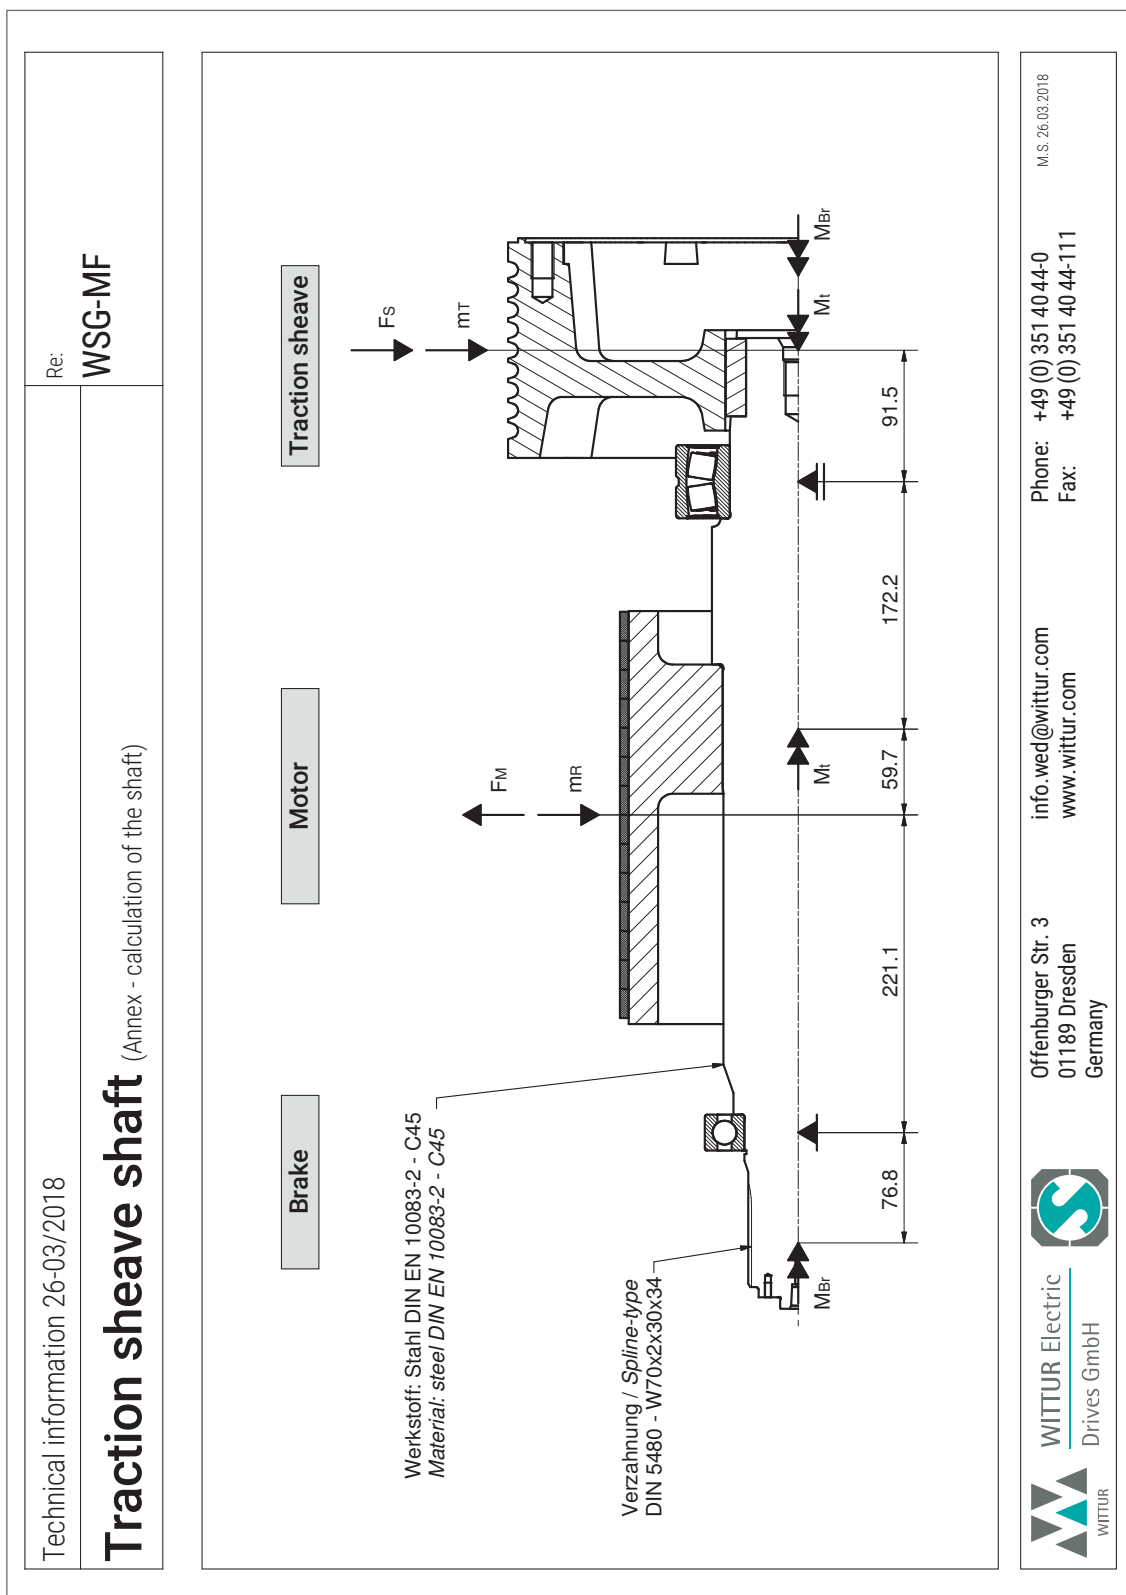 Technical information 26-03/2018
Traction sheave shaft (Annex - calculation of the shaft)
Re:
WSG-MF
Brake
Motor
Traction sheave
Werkstoff: Stahl DIN EN 10083-2 - C45
Material: steel DIN EN 10083-2 - C45
Verzahnung / Spline-type
DIN 5480 - W70x2x30x34
FM
mR
FS
mT
MBr
Mt
Mt
MBr
76.8
221.1
59.7
172.2
91.5
WITTUR
WITTUR Electric
Drives GmbH
S
Offenburger Str. 3
01189 Dresden
Germany
info.wed@wittur.com
www.wittur.com
Phone: +49 (0) 351 40 44-0
Fax: +49 (0) 351 40 44-111
M.S. 26.03.2018